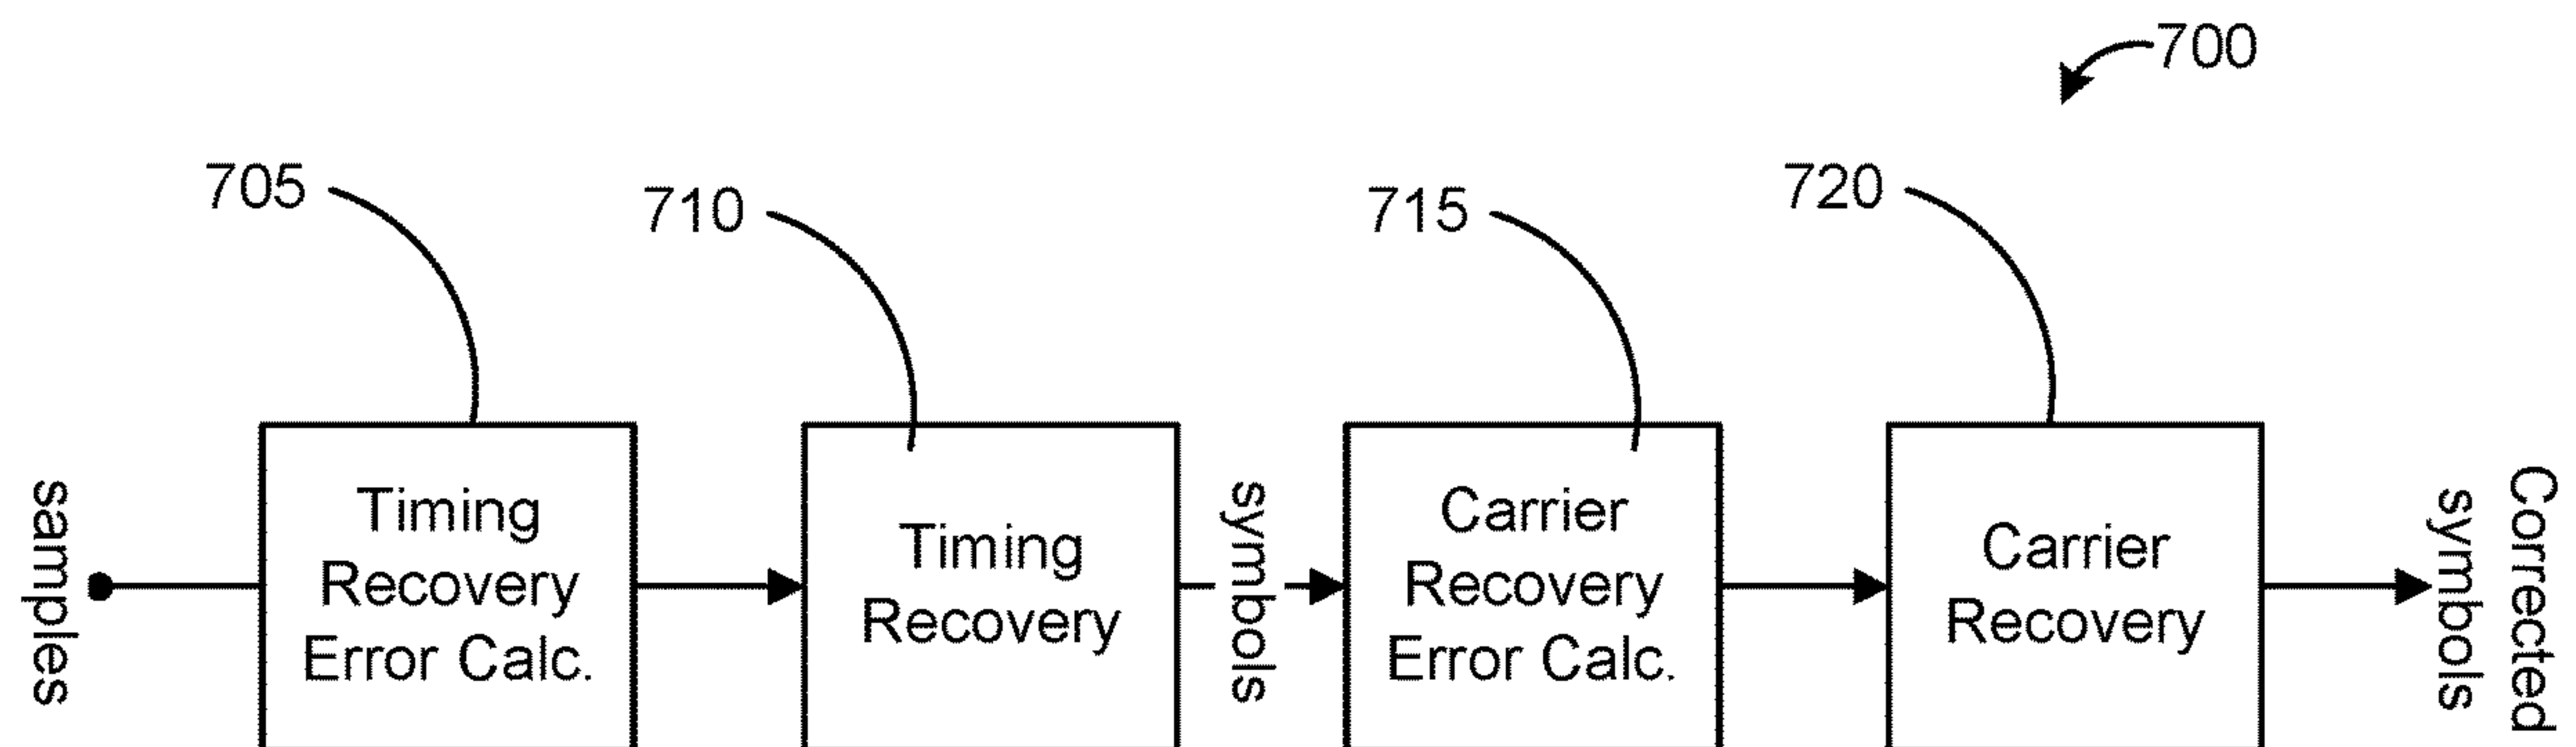 700
705
710
715
720
samples
Timing
Recovery
Error Calc.
Timing
Recovery
symbols
Carrier
Recovery
Error Calc.
Carrier
Recovery
Corrected
symbols